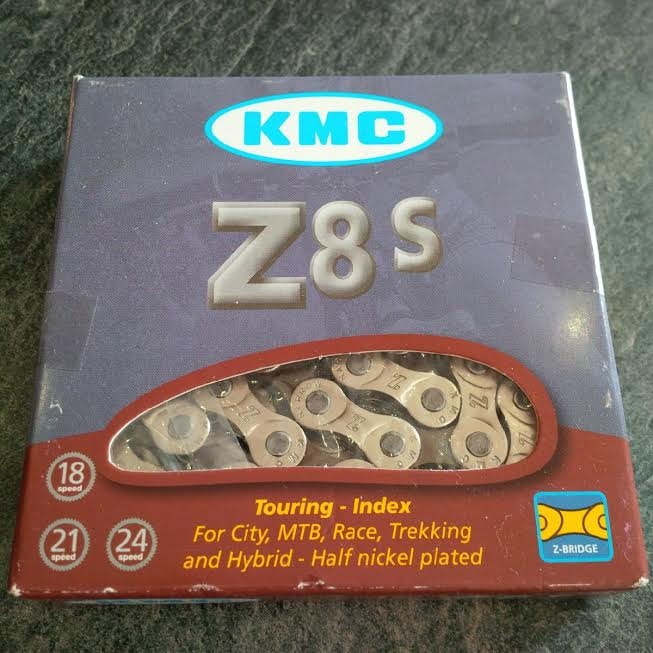 KMC
Z8S
18
speed
21
speed
24
speed
Touring - Index
For City, MTB, Race, Trekking
and Hybrid - Half nickel plated
Z-BRIDGE